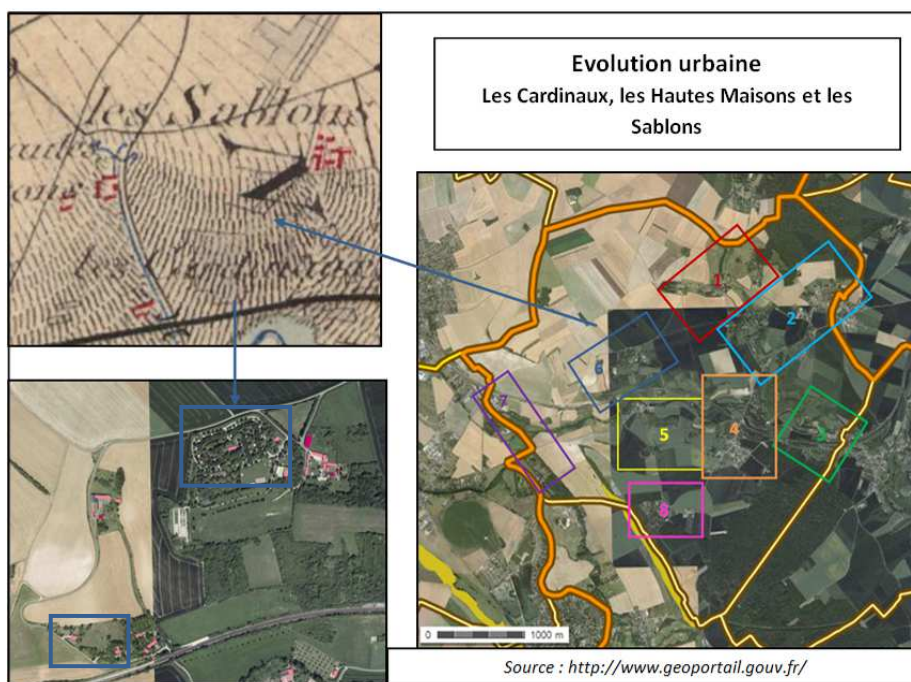 les Sablons
Evolution urbaine
Les Cardinaux, les Hautes Maisons et les
Sablons
1
2
3
4
5
6
7
8
0 1000 m
Source : http://www.geoportail.gouv.fr/